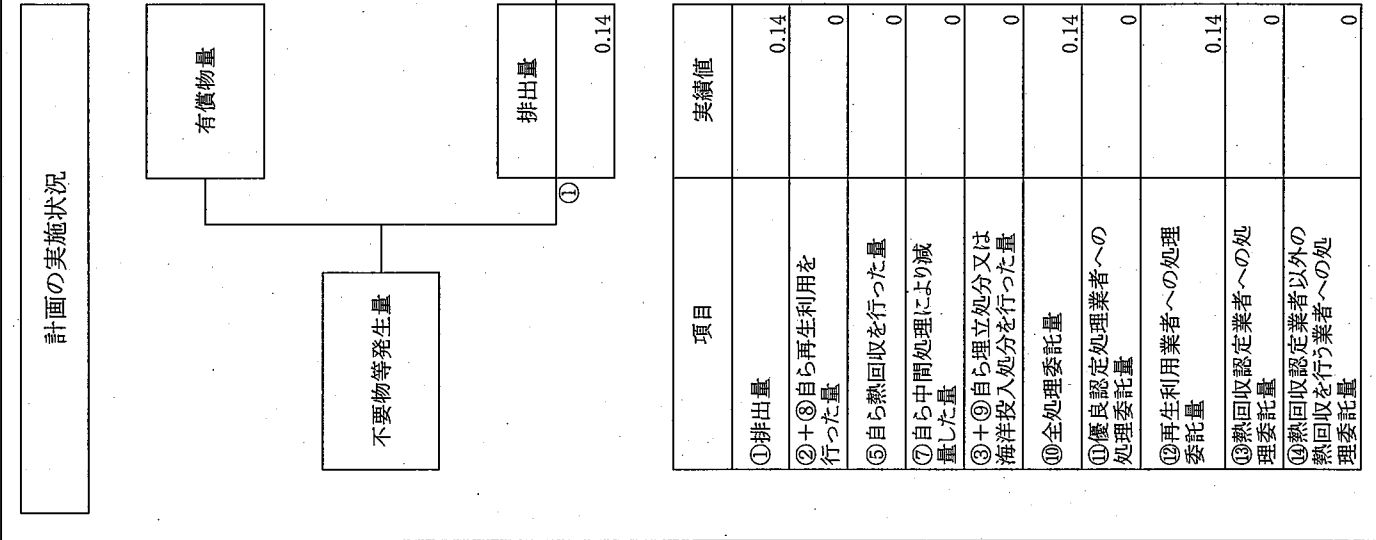 計画の実施状況
不要物等発生量
有償物量
排出量
①
0.14
項目
実績値
①排出量
0.14
②+⑧自ら再生利用を
行った量
0
⑤自ら熱回収を行った量
0
⑦自ら中間処理により減
量した量
0
③+⑨自ら埋立処分又は
海洋投入処分を行った量
0
⑩全処理委託量
0.14
⑪優良認定処理業者への
処理委託量
0
⑫再生利用業者への処理
委託量
0.14
⑬熱回収認定業者への処
理委託量
0
⑭熱回収認定業者以外の
熱回収を行う業者への処
理委託量
0